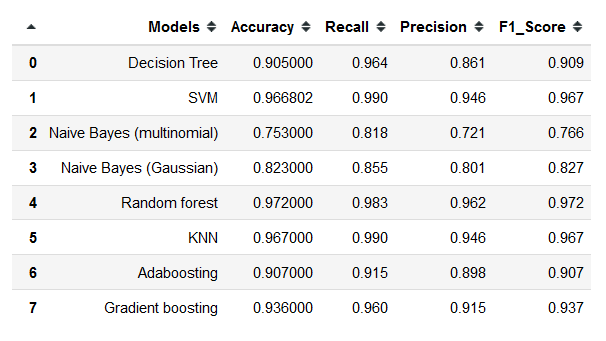 Models Accuracy Recall Precision F1_Score
0 Decision Tree 0.905000 0.964 0.861 0.909
1 SVM 0.966802 0.990 0.946 0.967
2 Naive Bayes (multinomial) 0.753000 0.818 0.721 0.766
3 Naive Bayes (Gaussian) 0.823000 0.855 0.801 0.827
4 Random forest 0.972000 0.983 0.962 0.972
5 KNN 0.967000 0.990 0.946 0.967
6 Adaboosting 0.907000 0.915 0.898 0.907
7 Gradient boosting 0.936000 0.960 0.915 0.937